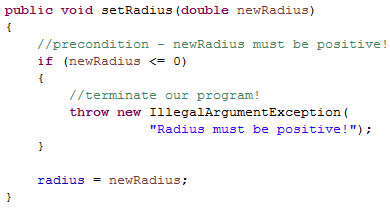 public void setRadius(double newRadius)
{
    //precondition - newRadius must be positive!
    if (newRadius <= 0)
    {
        //terminate our program!
        throw new IllegalArgumentException(
                "Radius must be positive!");
    }

    radius = newRadius;
}